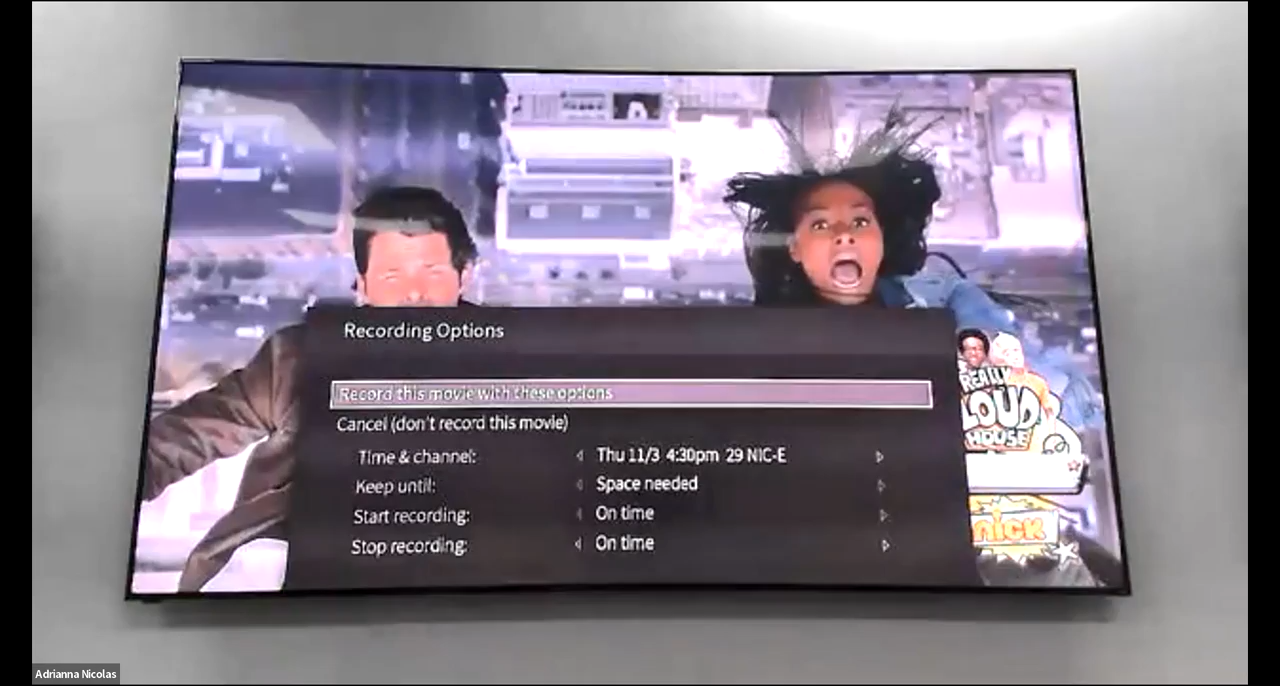 Recording Options
Record this movie with these options
Cancel (don't record this movie)
Time & channel: Thu 11/3 4:30pm 29 NIC-E
Keep until: Space needed
Start recording: On time
Stop recording: On time
REALLY
LOUD
HOUSE
nick
Adrianna Nicolas